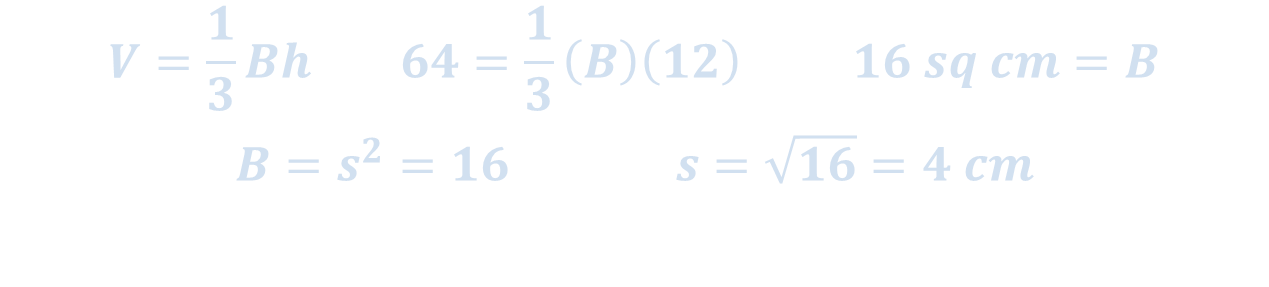 V = 1/3 Bh 64 = 1/3 (B)(12) 16 sq cm = B
B = s² = 16 s = √16 = 4 cm